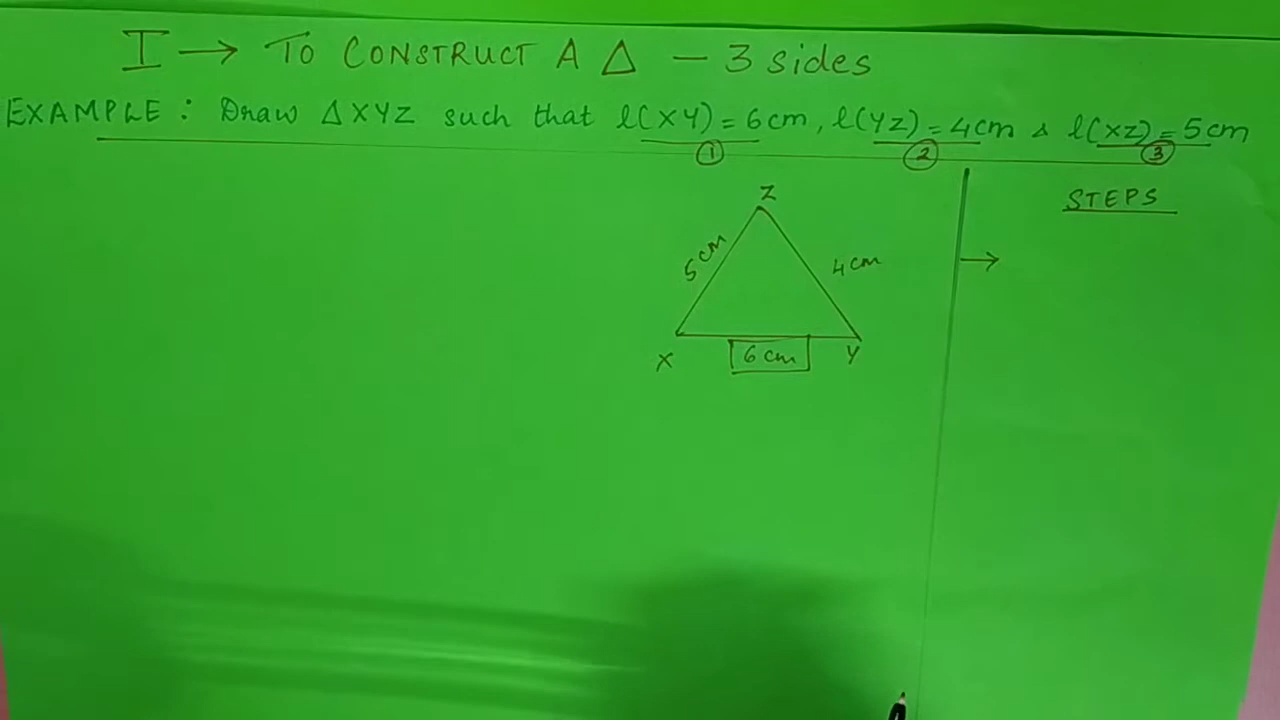 I → TO CONSTRUCT A Δ - 3 sides
EXAMPLE : Draw ΔXYZ such that l(XY) = 6cm, l(YZ) = 4cm & l(XZ) = 5cm
① ② ③
STEPS
→
Z
5cm
4cm
X
6cm
Y